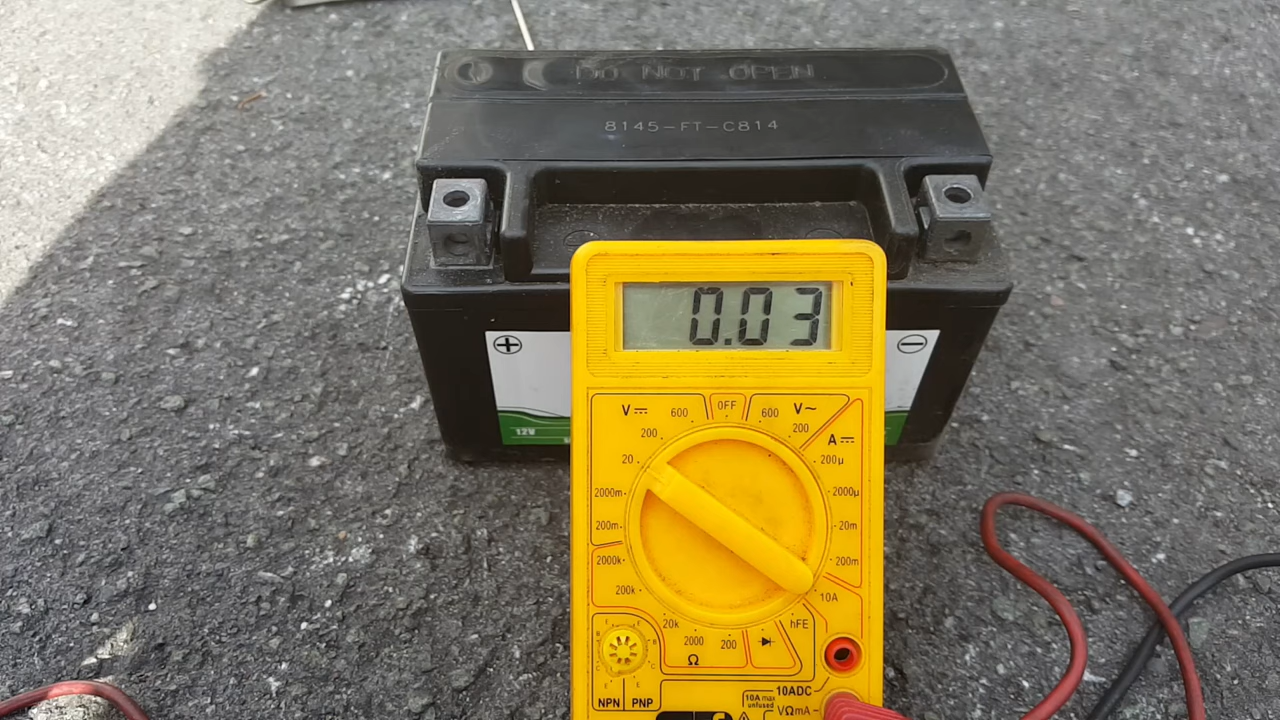 DO NOT OPEN
8145-FT-C814
0.03
+
−
12V
V⎓ 600 OFF 600 V~
200 200
A⎓
20 200µ
2000m 2000µ
200m 20m
2000k 200m
200k 10A
20k hFE
2000 200
Ω
E E
B B
C C
E E
NPN PNP
10A max
unfused
10ADC
VΩmA